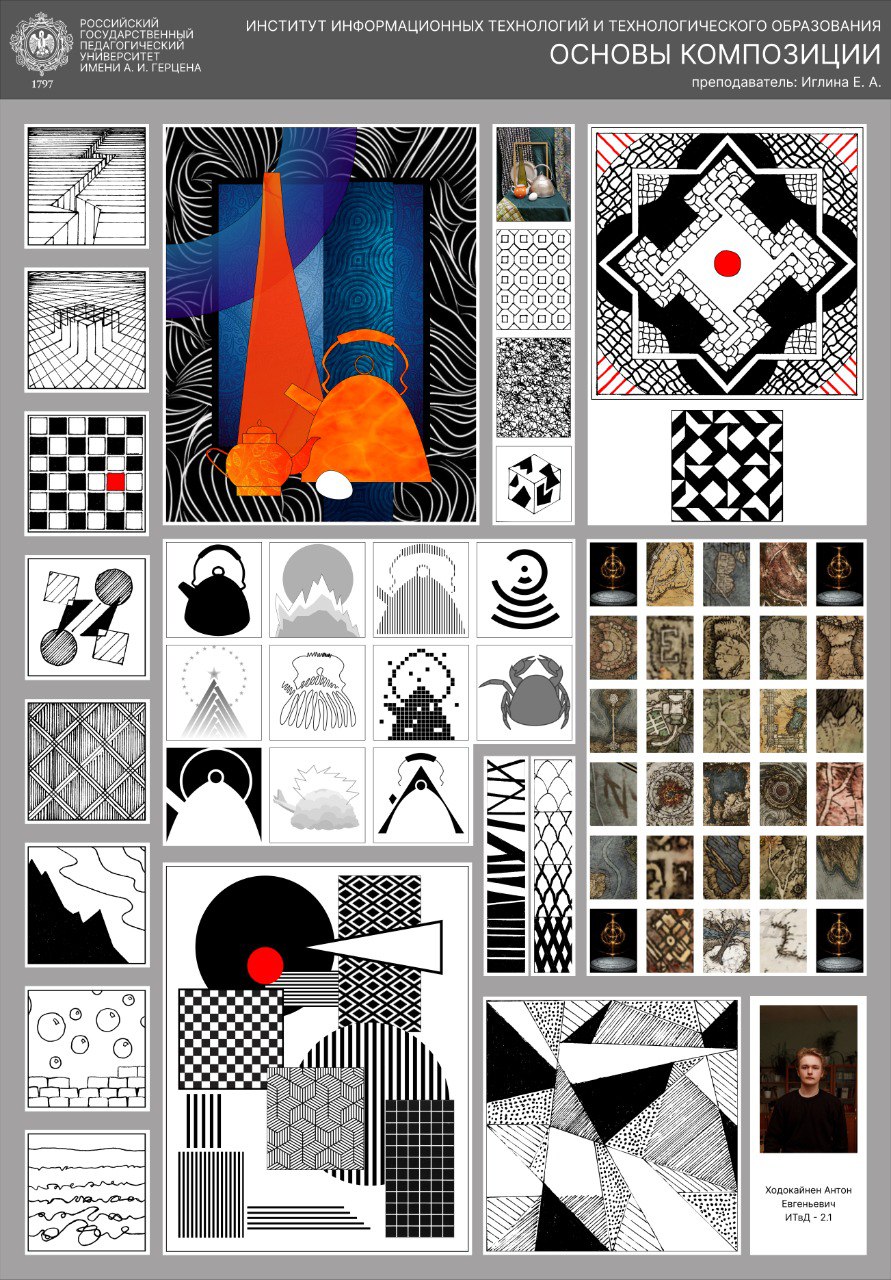 РОССИЙСКИЙ
ГОСУДАРСТВЕННЫЙ
ПЕДАГОГИЧЕСКИЙ
УНИВЕРСИТЕТ
ИМЕНИ А. И. ГЕРЦЕНА
1797
ИНСТИТУТ ИНФОРМАЦИОННЫХ ТЕХНОЛОГИЙ И ТЕХНОЛОГИЧЕСКОГО ОБРАЗОВАНИЯ
ОСНОВЫ КОМПОЗИЦИИ
преподаватель: Иглина Е. А.
E
Ходокайнен Антон
Евгеньевич
ИТвД - 2.1